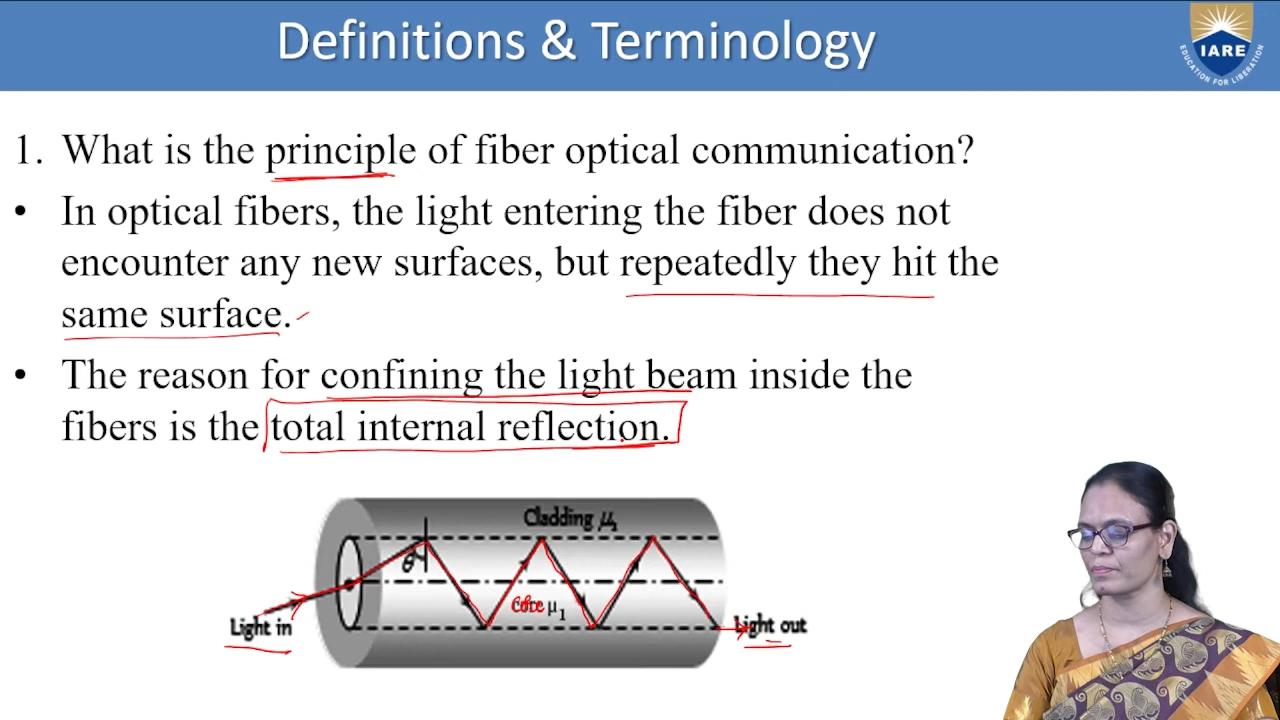 Definitions & Terminology
IARE
EDUCATION FOR LIBERATION
1. What is the principle of fiber optical communication?
• In optical fibers, the light entering the fiber does not
encounter any new surfaces, but repeatedly they hit the
same surface.
• The reason for confining the light beam inside the
fibers is the total internal reflection.
Cladding μ₁
θ
core μ₁
Light in
Light out